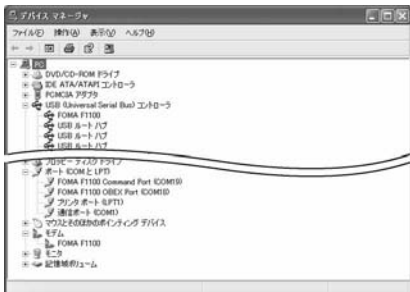 デバイス マネージャ
ファイル(F) 操作(A) 表示(V) ヘルプ(H)
PC
DVD/CD-ROM ドライブ
IDE ATA/ATAPI コントローラ
PCMCIA アダプタ
USB (Universal Serial Bus) コントローラ
FOMA F1100
USB ルート ハブ
USB ルート ハブ
USB ルート ハブ
フロッピー ディスク ドライブ
ポート (COM と LPT)
FOMA F1100 Command Port (COM19)
FOMA F1100 OBEX Port (COM18)
プリンタ ポート (LPT1)
通信ポート (COM1)
マウスとそのほかのポインティング デバイス
モデム
FOMA F1100
モニタ
記憶域ボリューム